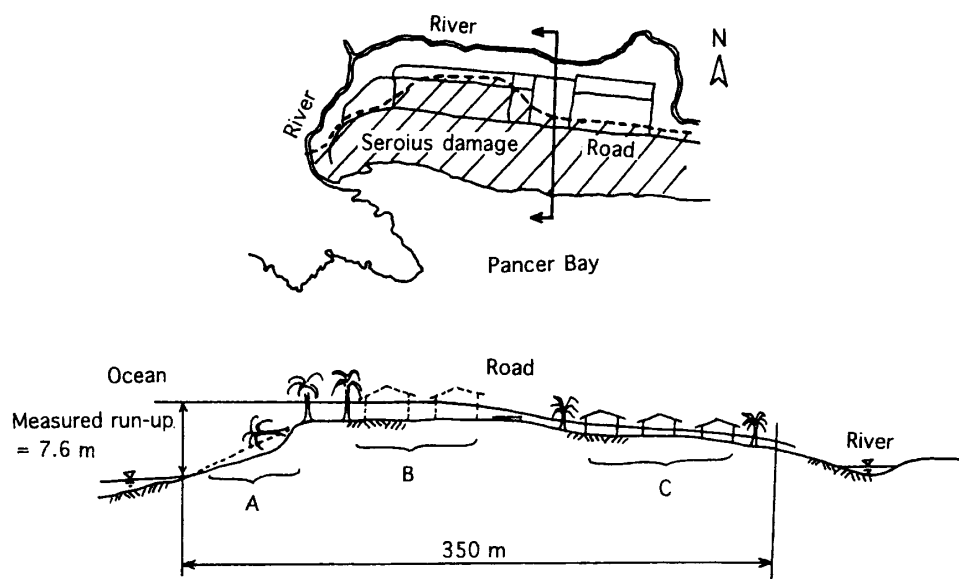 River
N
River
Seroius damage
Road
Pancer Bay
Ocean
Road
Measured run-up
= 7.6 m
River
A
B
C
350 m